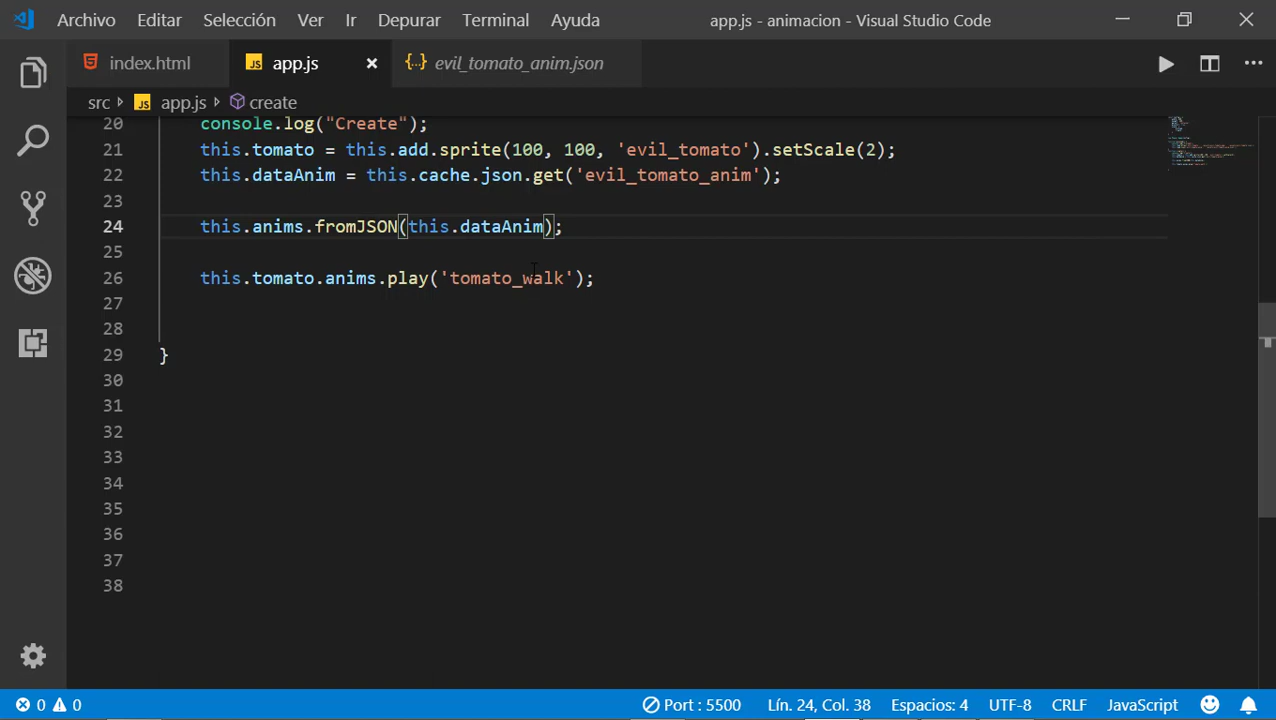 Archivo Editar Selección Ver Ir Depurar Terminal Ayuda app.js - animacion - Visual Studio Code
index.html JS app.js {..} evil_tomato_anim.json
src JS app.js create
20 console.log("Create");
21 this.tomato = this.add.sprite(100, 100, 'evil_tomato').setScale(2);
22 this.dataAnim = this.cache.json.get('evil_tomato_anim');
23
24 this.anims.fromJSON(this.dataAnim);
25
26 this.tomato.anims.play('tomato_walk');
27
28
29 }
30
31
32
33
34
35
36
37
38
0 0 Port : 5500 Lín. 24, Col. 38 Espacios: 4 UTF-8 CRLF JavaScript